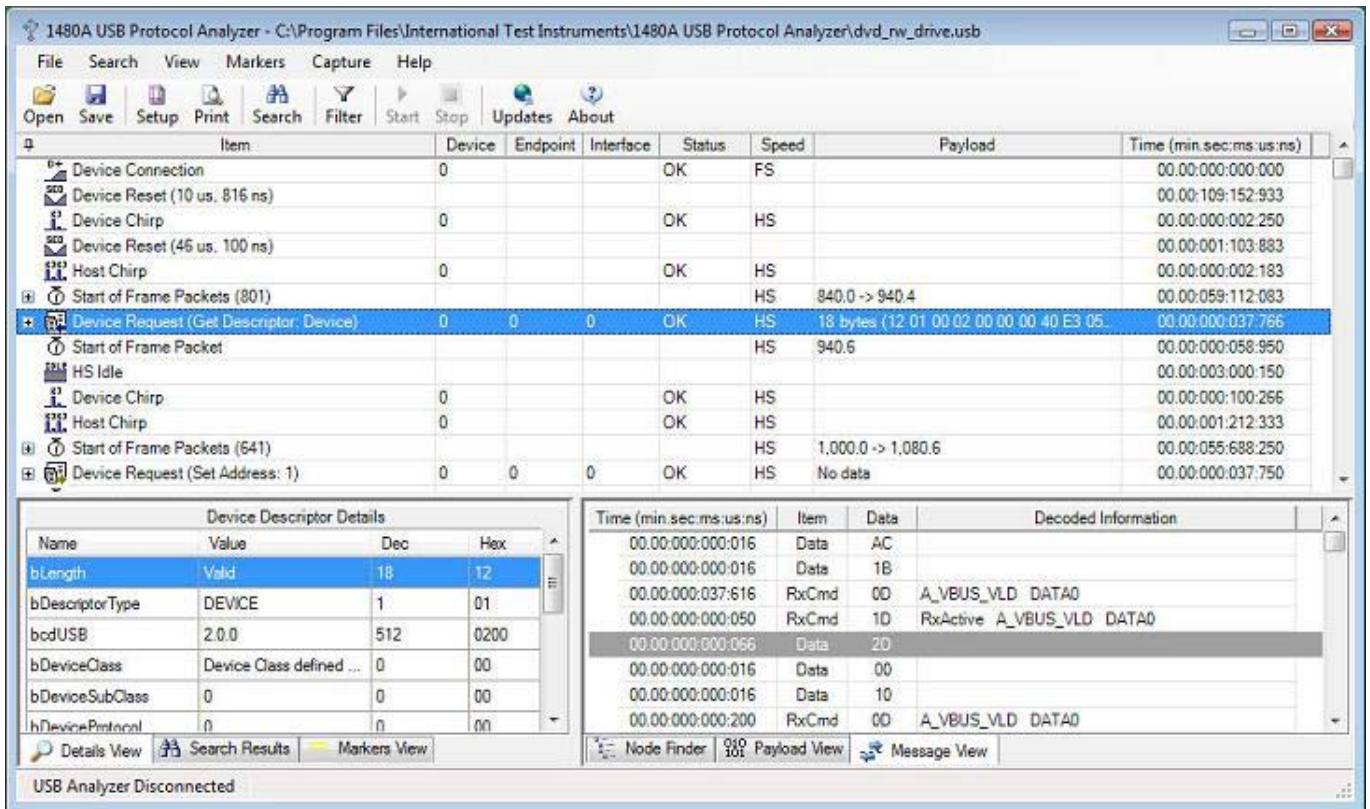 1480A USB Protocol Analyzer - C:\Program Files\International Test Instruments\1480A USB Protocol Analyzer\dvd_rw_drive.usb
File Search View Markers Capture Help
Open Save Setup Print Search Filter Start Stop Updates About
Item Device Endpoint Interface Status Speed Payload Time (min.sec:ms:us:ns)
Device Connection 0 OK FS 00.00:000:000:000
Device Reset (10 us, 816 ns) 00.00:109:152:933
Device Chirp 0 OK HS 00.00:000:002:250
Device Reset (46 us, 100 ns) 00.00:001:103:883
Host Chirp 0 OK HS 00.00:000:002:183
Start of Frame Packets (801) HS 840.0 -> 940.4 00.00:059:112:083
Device Request (Get Descriptor: Device) 0 0 0 OK HS 18 bytes (12 01 00 02 00 00 00 40 E3 05... 00.00:000:037:766
Start of Frame Packet HS 940.6 00.00:000:058:950
HS Idle 00.00:003:000:150
Device Chirp 0 OK HS 00.00:000:100:266
Host Chirp 0 OK HS 00.00:001:212:333
Start of Frame Packets (641) HS 1,000.0 -> 1,080.6 00.00:055:688:250
Device Request (Set Address: 1) 0 0 0 OK HS No data 00.00:000:037:750
Device Descriptor Details
Name Value Dec Hex
bLength Valid 18 12
bDescriptorType DEVICE 1 01
bcdUSB 2.0.0 512 0200
bDeviceClass Device Class defined ... 0 00
bDeviceSubClass 0 0 00
bDeviceProtocol 0 0 00
Details View Search Results Markers View
Time (min.sec:ms:us:ns) Item Data Decoded Information
00.00:000:000:016 Data AC
00.00:000:000:016 Data 1B
00.00:000:037:616 RxCmd 0D A_VBUS_VLD DATA0
00.00:000:000:050 RxCmd 1D RxActive A_VBUS_VLD DATA0
00.00:000:000:066 Data 2D
00.00:000:000:016 Data 00
00.00:000:000:016 Data 10
00.00:000:000:200 RxCmd 0D A_VBUS_VLD DATA0
Node Finder Payload View Message View
USB Analyzer Disconnected